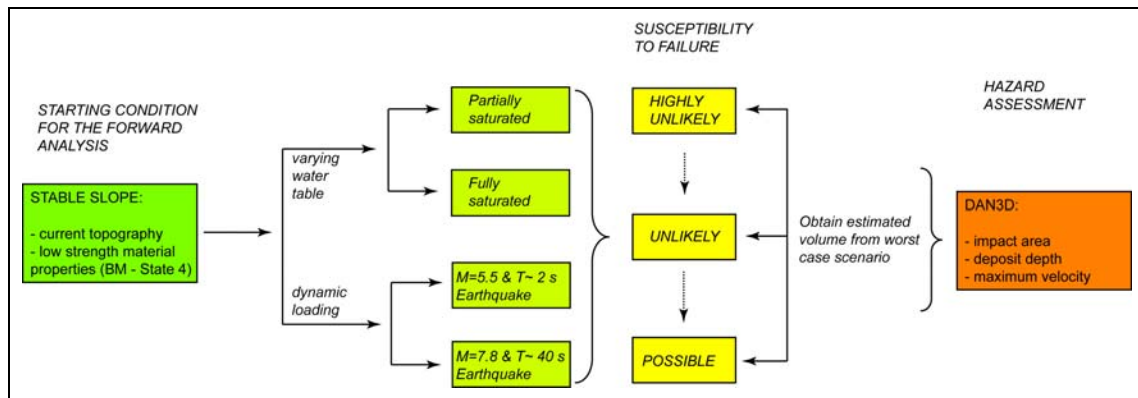 STARTING CONDITION
FOR THE FORWARD
ANALYSIS
STABLE SLOPE:
- current topography
- low strength material
properties (BM - State 4)
varying
water
table
dynamic
loading
Partially
saturated
Fully
saturated
M=5.5 & T~ 2 s
Earthquake
M=7.8 & T~ 40 s
Earthquake
SUSCEPTIBILITY
TO FAILURE
HIGHLY
UNLIKELY
UNLIKELY
POSSIBLE
Obtain estimated
volume from worst
case scenario
HAZARD
ASSESSMENT
DAN3D:
- impact area
- deposit depth
- maximum velocity